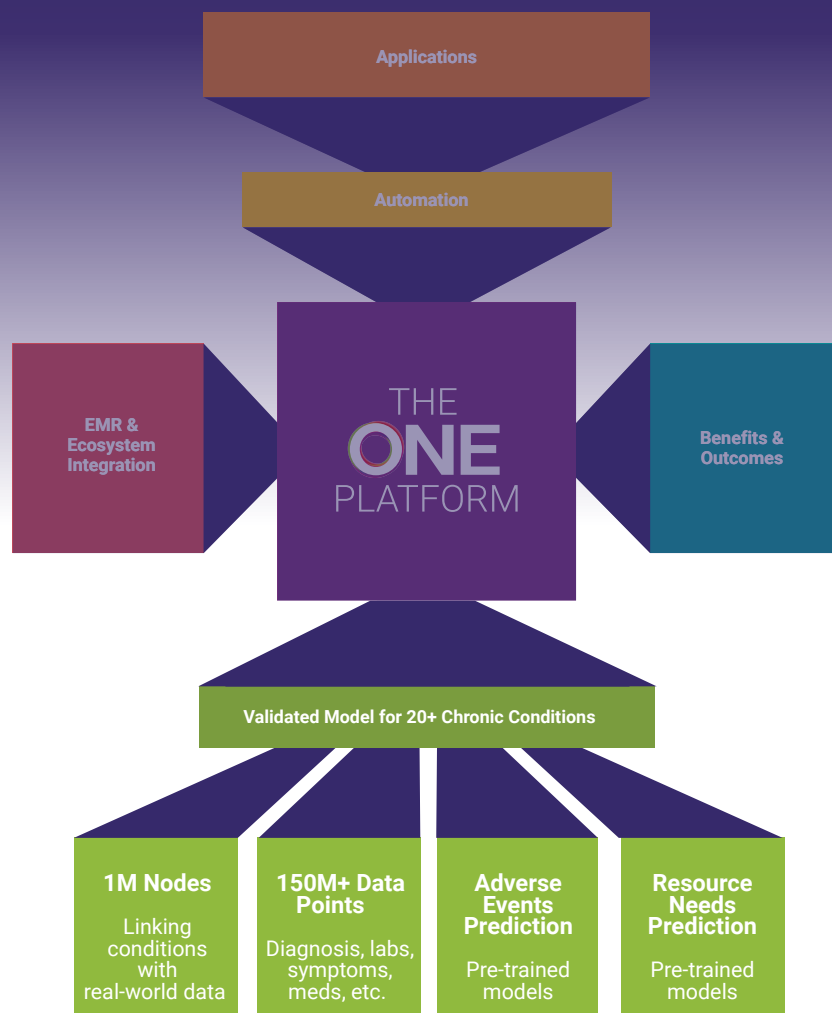 Applications
Automation
EMR &
Ecosystem
Integration
THE
ONE
PLATFORM
Benefits &
Outcomes
Validated Model for 20+ Chronic Conditions
1M Nodes
Linking
conditions
with
real-world data
150M+ Data
Points
Diagnosis, labs,
symptoms,
meds, etc.
Adverse
Events
Prediction
Pre-trained
models
Resource
Needs
Prediction
Pre-trained
models